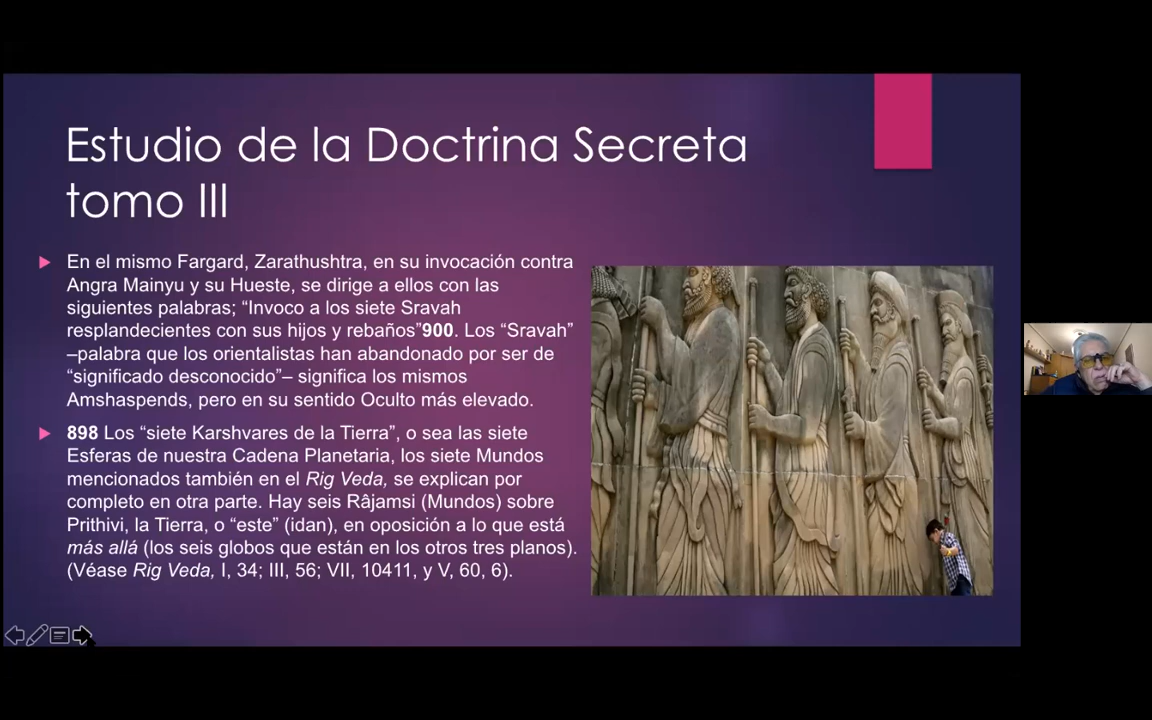 Estudio de la Doctrina Secreta
tomo III
En el mismo Fargard, Zarathushtra, en su invocación contra
Angra Mainyu y su Hueste, se dirige a ellos con las
siguientes palabras; “Invoco a los siete Sravah
resplandecientes con sus hijos y rebaños”900. Los “Sravah”
–palabra que los orientalistas han abandonado por ser de
“significado desconocido”– significa los mismos
Amshaspends, pero en su sentido Oculto más elevado.
898 Los “siete Karshvares de la Tierra”, o sea las siete
Esferas de nuestra Cadena Planetaria, los siete Mundos
mencionados también en el Rig Veda, se explican por
completo en otra parte. Hay seis Râjamsi (Mundos) sobre
Prithivi, la Tierra, o “este” (idan), en oposición a lo que está
más allá (los seis globos que están en los otros tres planos).
(Véase Rig Veda, I, 34; III, 56; VII, 10411, y V, 60, 6).